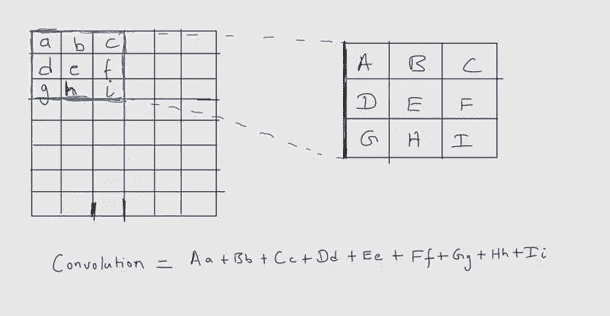 a b c
d e f
g h i
A B C
D E F
G H I
Convolution = Aa + Bb + Cc + Dd + Ee + Ff + Gg + Hh + Ii